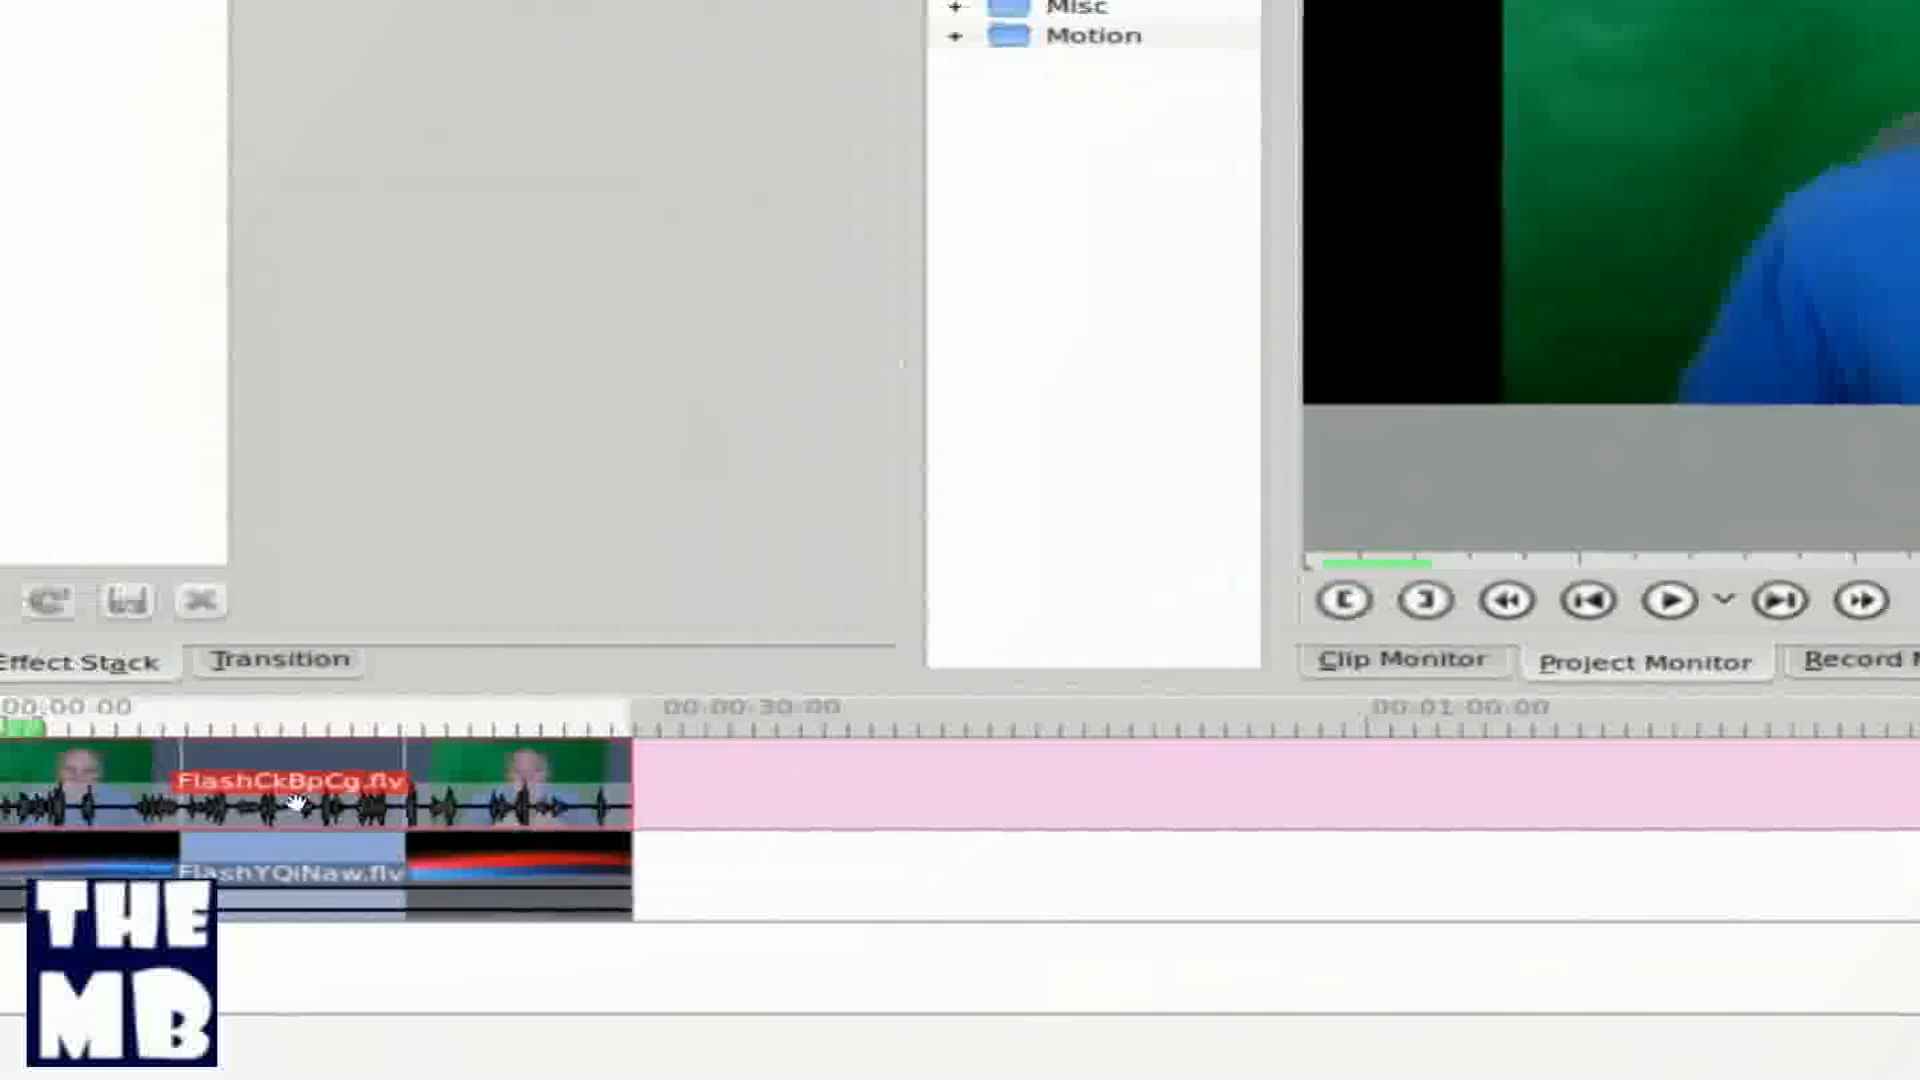 Misc
Motion
Effect Stack
Transition
Clip Monitor
Project Monitor
Record
00:00:00
00:00:30:00
00:01:00:00
FlashCkBpCg.flv
FlashYQiNaw.flv
THE
MB